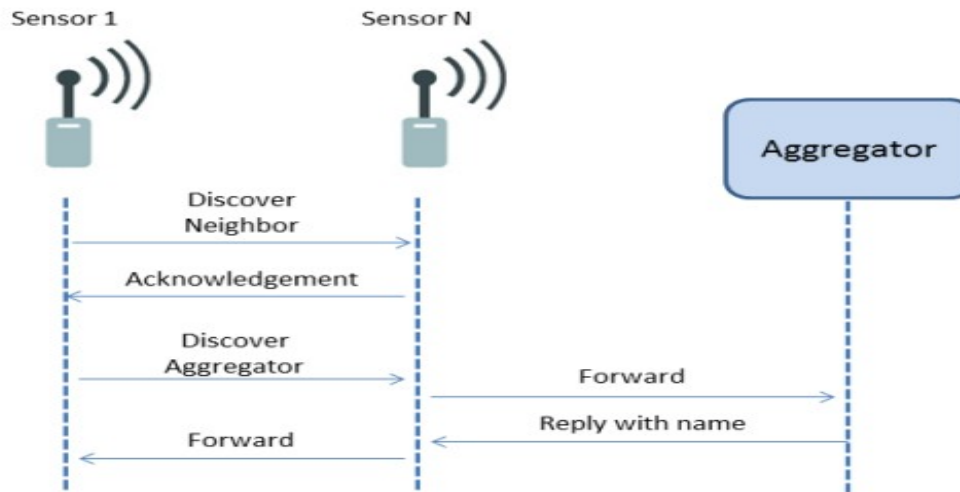 Sensor 1
Sensor N
Aggregator
Discover
Neighbor
Acknowledgement
Discover
Aggregator
Forward
Reply with name
Forward